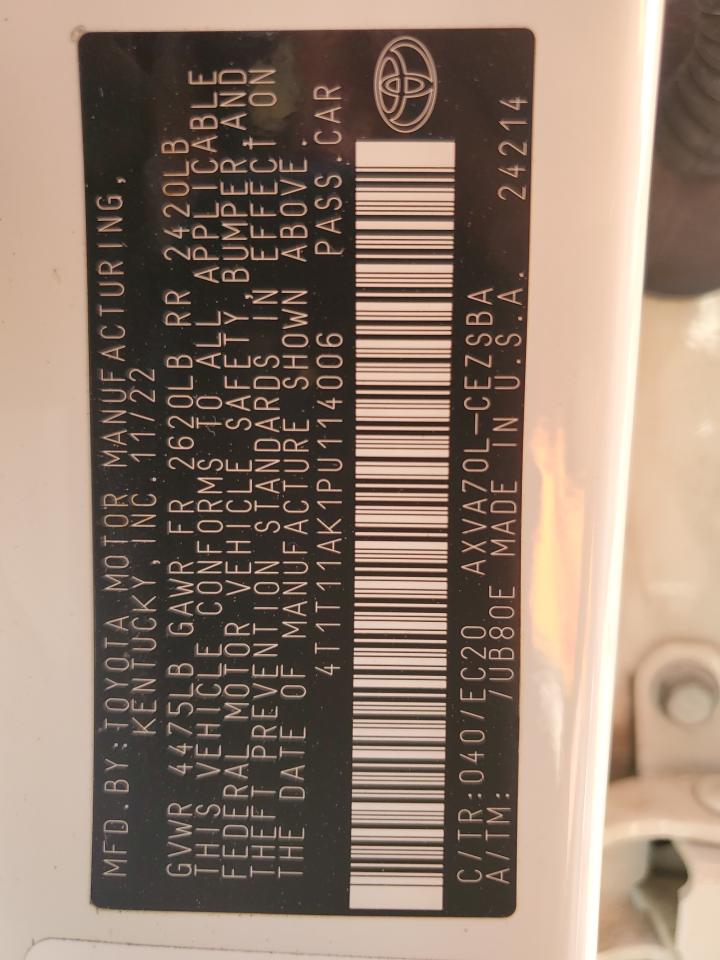 MFD.BY:TOYOTA MOTOR MANUFACTURING,
KENTUCKY,INC. 11/22
GVWR 4475LB GAWR FR 2620LB RR 2420LB
THIS VEHICLE CONFORMS TO ALL APPLICABLE
FEDERAL MOTOR VEHICLE SAFETY,BUMPER,AND
THEFT PREVENTION STANDARDS IN EFFECT ON
THE DATE OF MANUFACTURE SHOWN ABOVE.
4T1T11AK1PU114006 PASS.CAR
C/TR:040/EC20 AXVA70L-CEZSBA
A/TM: /UB80E MADE IN U.S.A. 24214